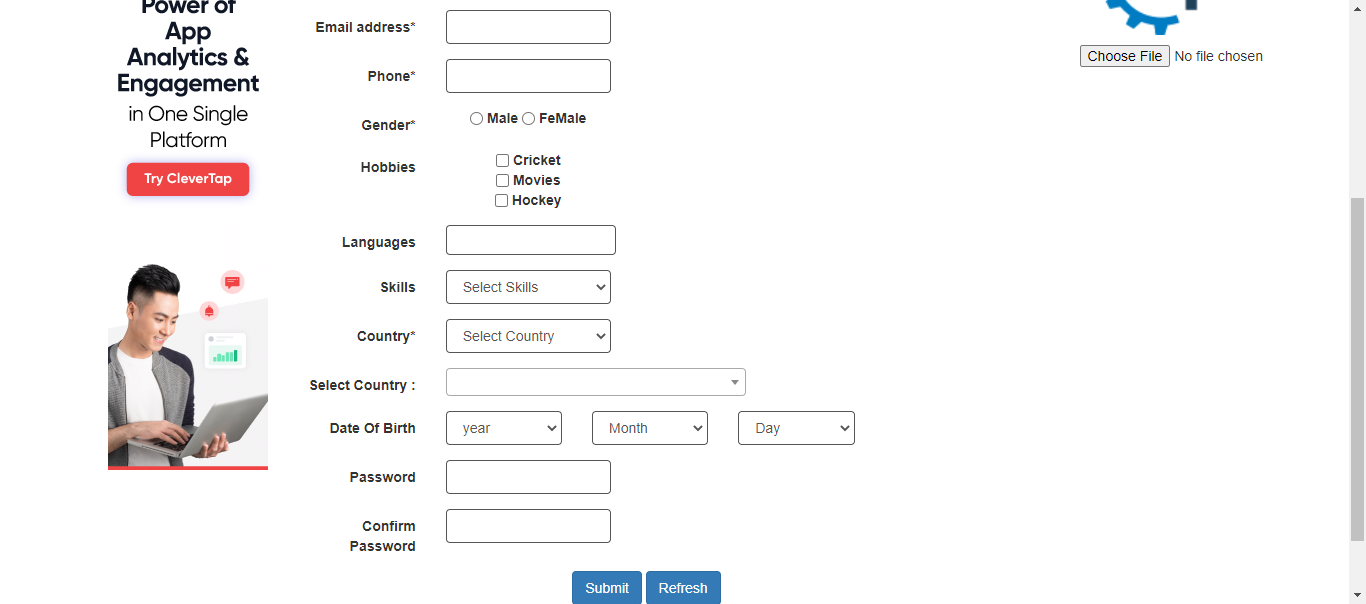 Power of
App
Analytics &
Engagement
in One Single
Platform
Try CleverTap
Email address*
Phone*
Gender*
Male FeMale
Hobbies
Cricket
Movies
Hockey
Languages
Skills
Select Skills
Country*
Select Country
Select Country :
Date Of Birth
year Month Day
Password
Confirm
Password
Submit Refresh
Choose File No file chosen